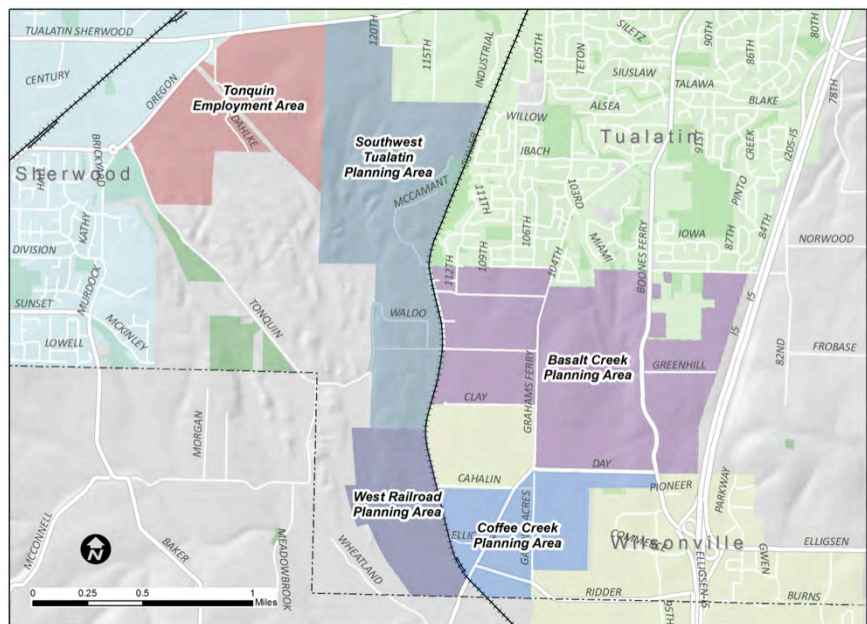 TUALATIN SHERWOOD
120TH
115TH
INDUSTRIAL
105TH
TETON
SILETZ
90TH
86TH
80TH
78TH
CENTURY
OREGON
Tonquin
Employment Area
DAHLKE
SIUSLAW
TALAWA
BLAKE
ALSEA
WILLOW
IBACH
Tualatin
91ST
CREEK
PINTO
I205-I5
BRICKYARD
Sherwood
KATHY
Southwest
Tualatin
Planning Area
MCCAMANT
111TH
103RD
106TH
109TH
104TH
112TH
MIAMI
BOONES FERRY
IOWA
87TH
84TH
NORWOOD
DIVISION
MURDOCK
SUNSET
LOWELL
MCKINLEY
TONQUIN
WALDO
I5
I5
82ND
FROBASE
Basalt Creek
Planning Area
GREENHILL
GRAHAMS FERRY
CLAY
MORGAN
DAY
CAHALIN
PIONEER
PARKWAY
West Railroad
Planning Area
Coffee Creek
Planning Area
COMMERCE
Wilsonville
ELLIGSEN
MCCONNELL
BAKER
MEADOWBROOK
WHEATLAND
ELLIGSEN-I5
GWEN
RIDDER
95TH
BURNS
N
0 0.25 0.5 1
Miles